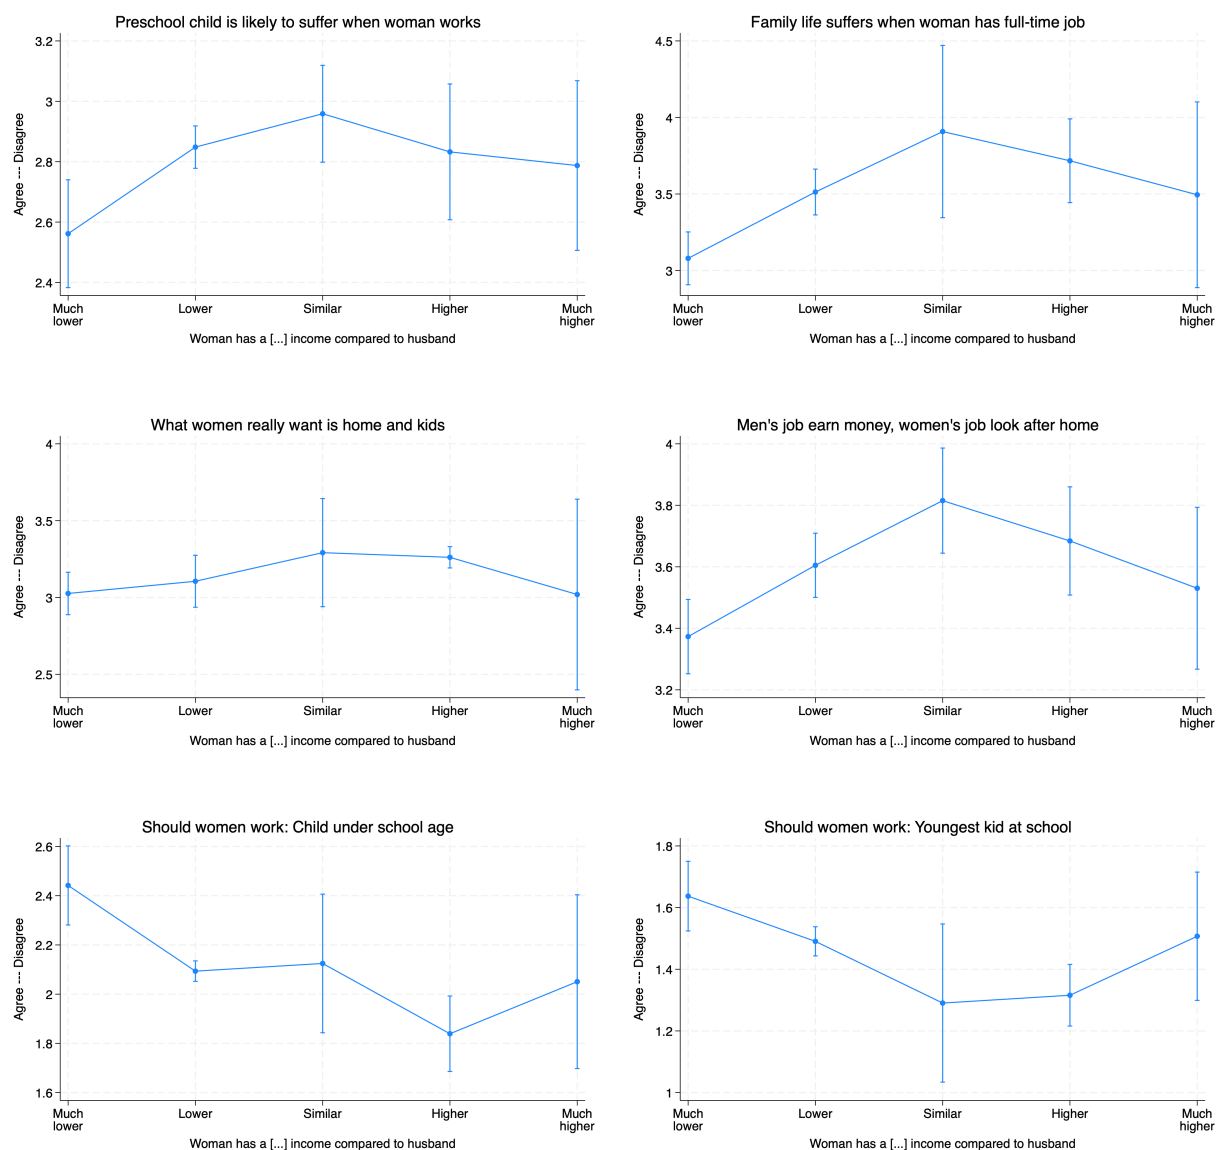 Preschool child is likely to suffer when woman works
3.2
3
2.8
2.6
2.4
Agree --- Disagree
Much lower
Lower
Similar
Higher
Much higher
Woman has a [...] income compared to husband
Family life suffers when woman has full-time job
4.5
4
3.5
3
Agree --- Disagree
Much lower
Lower
Similar
Higher
Much higher
Woman has a [...] income compared to husband
What women really want is home and kids
4
3.5
3
2.5
Agree --- Disagree
Much lower
Lower
Similar
Higher
Much higher
Woman has a [...] income compared to husband
Men's job earn money, women's job look after home
4
3.8
3.6
3.4
3.2
Agree --- Disagree
Much lower
Lower
Similar
Higher
Much higher
Woman has a [...] income compared to husband
Should women work: Child under school age
2.6
2.4
2.2
2
1.8
1.6
Agree --- Disagree
Much lower
Lower
Similar
Higher
Much higher
Woman has a [...] income compared to husband
Should women work: Youngest kid at school
1.8
1.6
1.4
1.2
1
Agree --- Disagree
Much lower
Lower
Similar
Higher
Much higher
Woman has a [...] income compared to husband